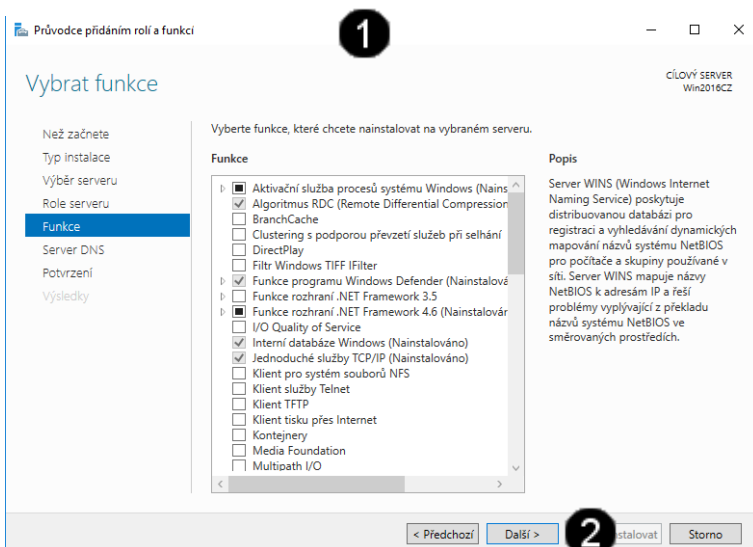 Průvodce přidáním rolí a funkcí
1
Vybrat funkce
CÍLOVÝ SERVER
Win2016CZ
Než začnete
Typ instalace
Výběr serveru
Role serveru
Funkce
Server DNS
Potvrzení
Výsledky
Vyberte funkce, které chcete nainstalovat na vybraném serveru.
Funkce
Aktivační služba procesů systému Windows (Nains
Algoritmus RDC (Remote Differential Compression
BranchCache
Clustering s podporou převzetí služeb při selhání
DirectPlay
Filtr Windows TIFF IFilter
Funkce programu Windows Defender (Nainstalová
Funkce rozhraní .NET Framework 3.5
Funkce rozhraní .NET Framework 4.6 (Nainstalován
I/O Quality of Service
Interní databáze Windows (Nainstalováno)
Jednoduché služby TCP/IP (Nainstalováno)
Klient pro systém souborů NFS
Klient služby Telnet
Klient TFTP
Klient tisku přes Internet
Kontejnery
Media Foundation
Multipath I/O
Popis
Server WINS (Windows Internet
Naming Service) poskytuje
distribuovanou databázi pro
registraci a vyhledávání dynamických
mapování názvů systému NetBIOS
pro počítače a skupiny používané v
síti. Server WINS mapuje názvy
NetBIOS k adresám IP a řeší
problémy vyplývající z překladu
názvů systému NetBIOS ve
směrovaných prostředích.
< Předchozí
Další >
2
stalovat
Storno